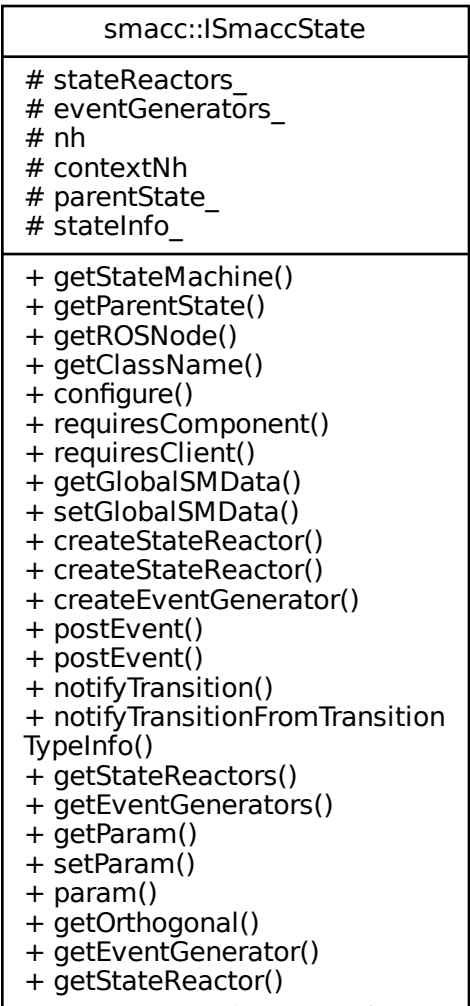 smacc::ISmaccState
# stateReactors_
# eventGenerators_
# nh
# contextNh
# parentState_
# stateInfo_
+ getStateMachine()
+ getParentState()
+ getROSNode()
+ getClassName()
+ configure()
+ requiresComponent()
+ requiresClient()
+ getGlobalSMData()
+ setGlobalSMData()
+ createStateReactor()
+ createStateReactor()
+ createEventGenerator()
+ postEvent()
+ postEvent()
+ notifyTransition()
+ notifyTransitionFromTransition
TypeInfo()
+ getStateReactors()
+ getEventGenerators()
+ getParam()
+ setParam()
+ param()
+ getOrthogonal()
+ getEventGenerator()
+ getStateReactor()